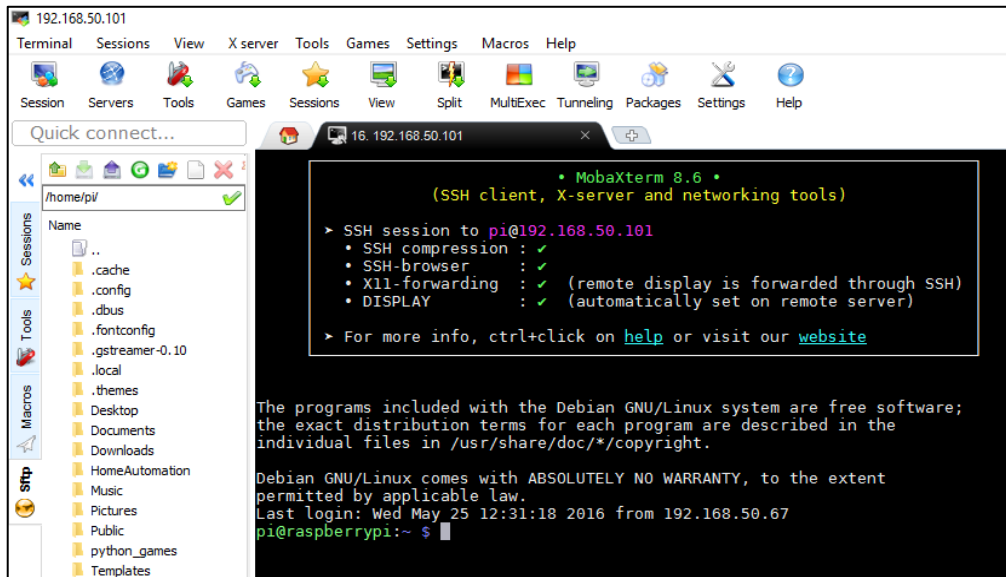 192.168.50.101
Terminal Sessions View X server Tools Games Settings Macros Help
Session Servers Tools Games Sessions View Split MultiExec Tunneling Packages Settings Help
Quick connect...
16. 192.168.50.101
/home/pi/
Name
..
.cache
.config
.dbus
.fontconfig
.gstreamer-0.10
.local
.themes
Desktop
Documents
Downloads
HomeAutomation
Music
Pictures
Public
python_games
Templates
Sessions
Tools
Macros
Sftp
• MobaXterm 8.6 •
(SSH client, X-server and networking tools)
➤ SSH session to pi@192.168.50.101
• SSH compression : ✔
• SSH-browser : ✔
• X11-forwarding : ✔ (remote display is forwarded through SSH)
• DISPLAY : ✔ (automatically set on remote server)
➤ For more info, ctrl+click on help or visit our website
The programs included with the Debian GNU/Linux system are free software;
the exact distribution terms for each program are described in the
individual files in /usr/share/doc/*/copyright.
Debian GNU/Linux comes with ABSOLUTELY NO WARRANTY, to the extent
permitted by applicable law.
Last login: Wed May 25 12:31:18 2016 from 192.168.50.67
pi@raspberrypi:~ $